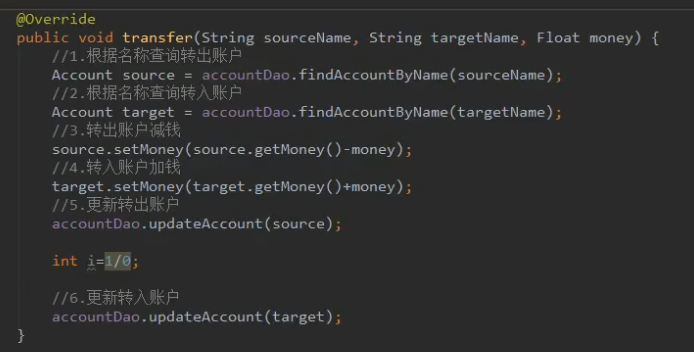 @Override
public void transfer(String sourceName, String targetName, Float money) {
//1.根据名称查询转出账户
Account source = accountDao.findAccountByName(sourceName);
//2.根据名称查询转入账户
Account target = accountDao.findAccountByName(targetName);
//3.转出账户减钱
source.setMoney(source.getMoney()-money);
//4.转入账户加钱
target.setMoney(target.getMoney()+money);
//5.更新转出账户
accountDao.updateAccount(source);
int i=1/0;
//6.更新转入账户
accountDao.updateAccount(target);
}